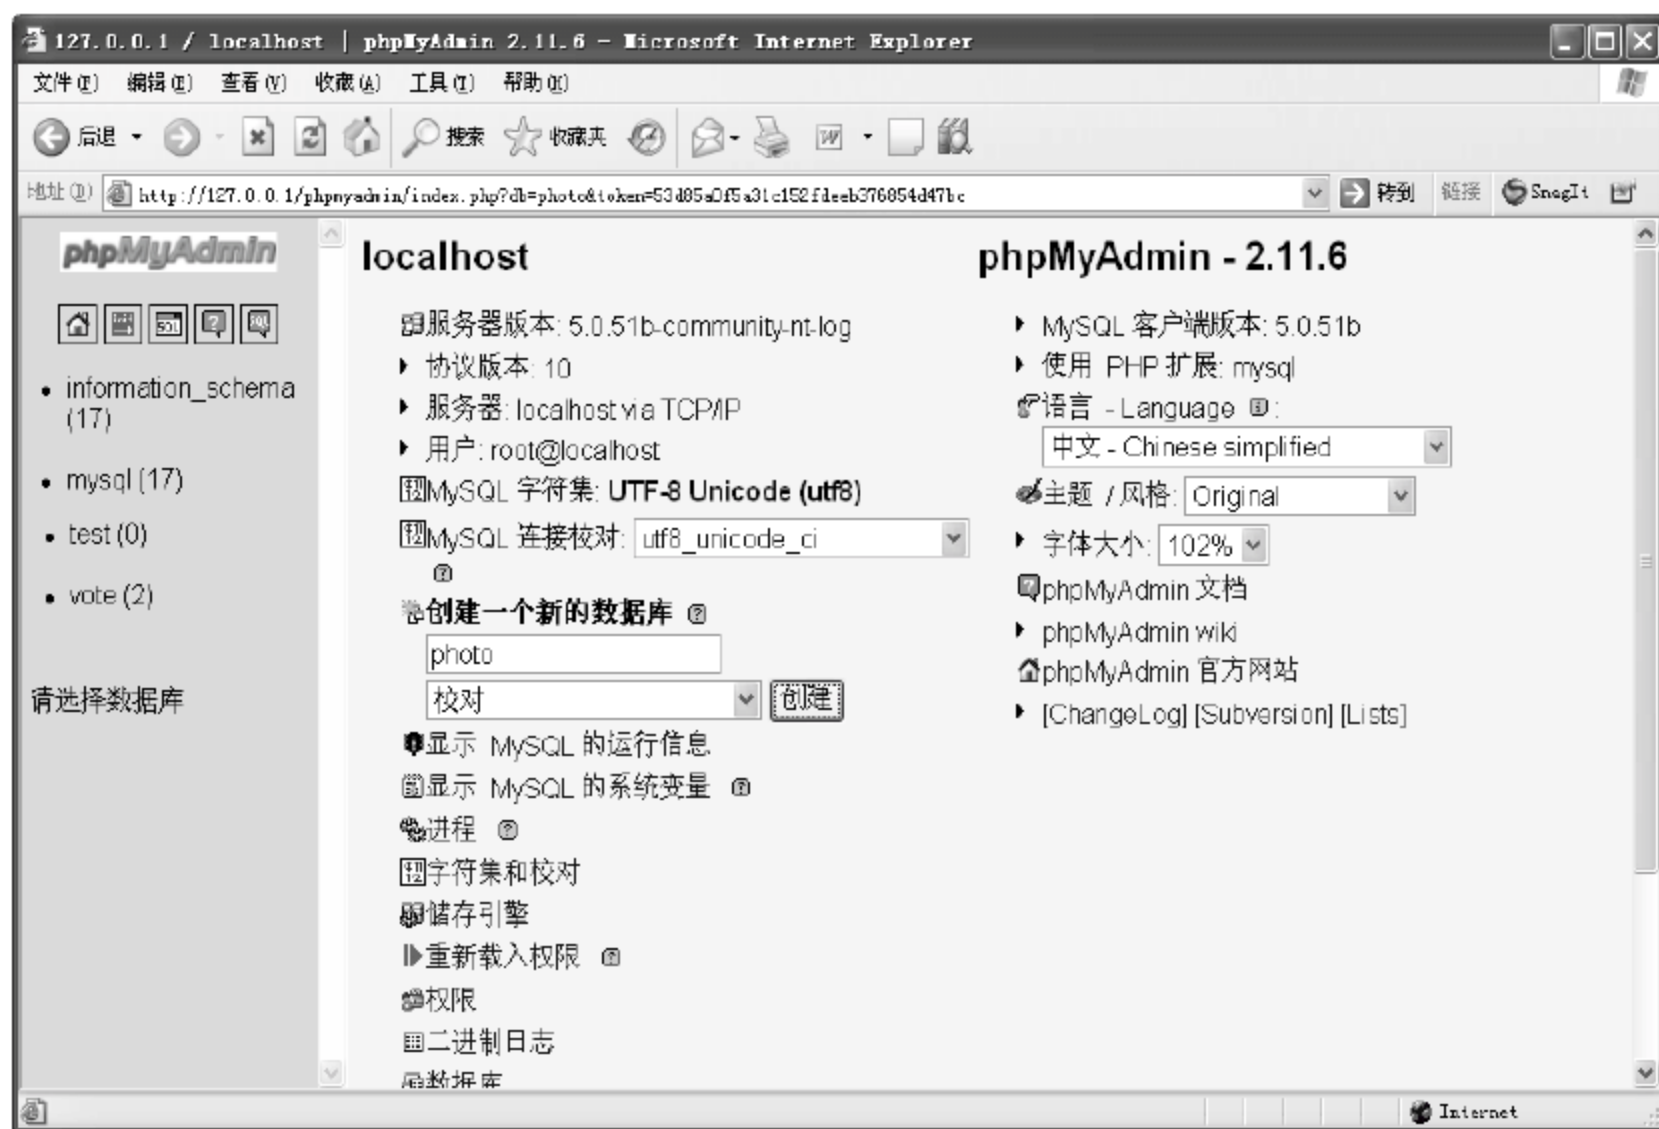 127.0.0.1 / localhost | phpMyAdmin 2.11.6 - Microsoft Internet Explorer
文件(F) 编辑(E) 查看(V) 收藏(A) 工具(T) 帮助(H)
后退 搜索 收藏夹
地址(D) http://127.0.0.1/phpmyadmin/index.php?db=photo&token=53d85a0f5a31c152fdeeb376854d47bc 转到 链接 SnagIt
phpMyAdmin
information_schema
(17)
mysql (17)
test (0)
vote (2)
请选择数据库
localhost
服务器版本: 5.0.51b-community-nt-log
协议版本: 10
服务器: localhost via TCP/IP
用户: root@localhost
MySQL 字符集: UTF-8 Unicode (utf8)
MySQL 连接校对: utf8_unicode_ci
创建一个新的数据库
photo
校对 创建
显示 MySQL 的运行信息
显示 MySQL 的系统变量
进程
字符集和校对
储存引擎
重新载入权限
权限
二进制日志
数据库
phpMyAdmin - 2.11.6
MySQL 客户端版本: 5.0.51b
使用 PHP 扩展: mysql
语言 - Language :
中文 - Chinese simplified
主题 / 风格: Original
字体大小: 102%
phpMyAdmin 文档
phpMyAdmin wiki
phpMyAdmin 官方网站
[ChangeLog] [Subversion] [Lists]
Internet